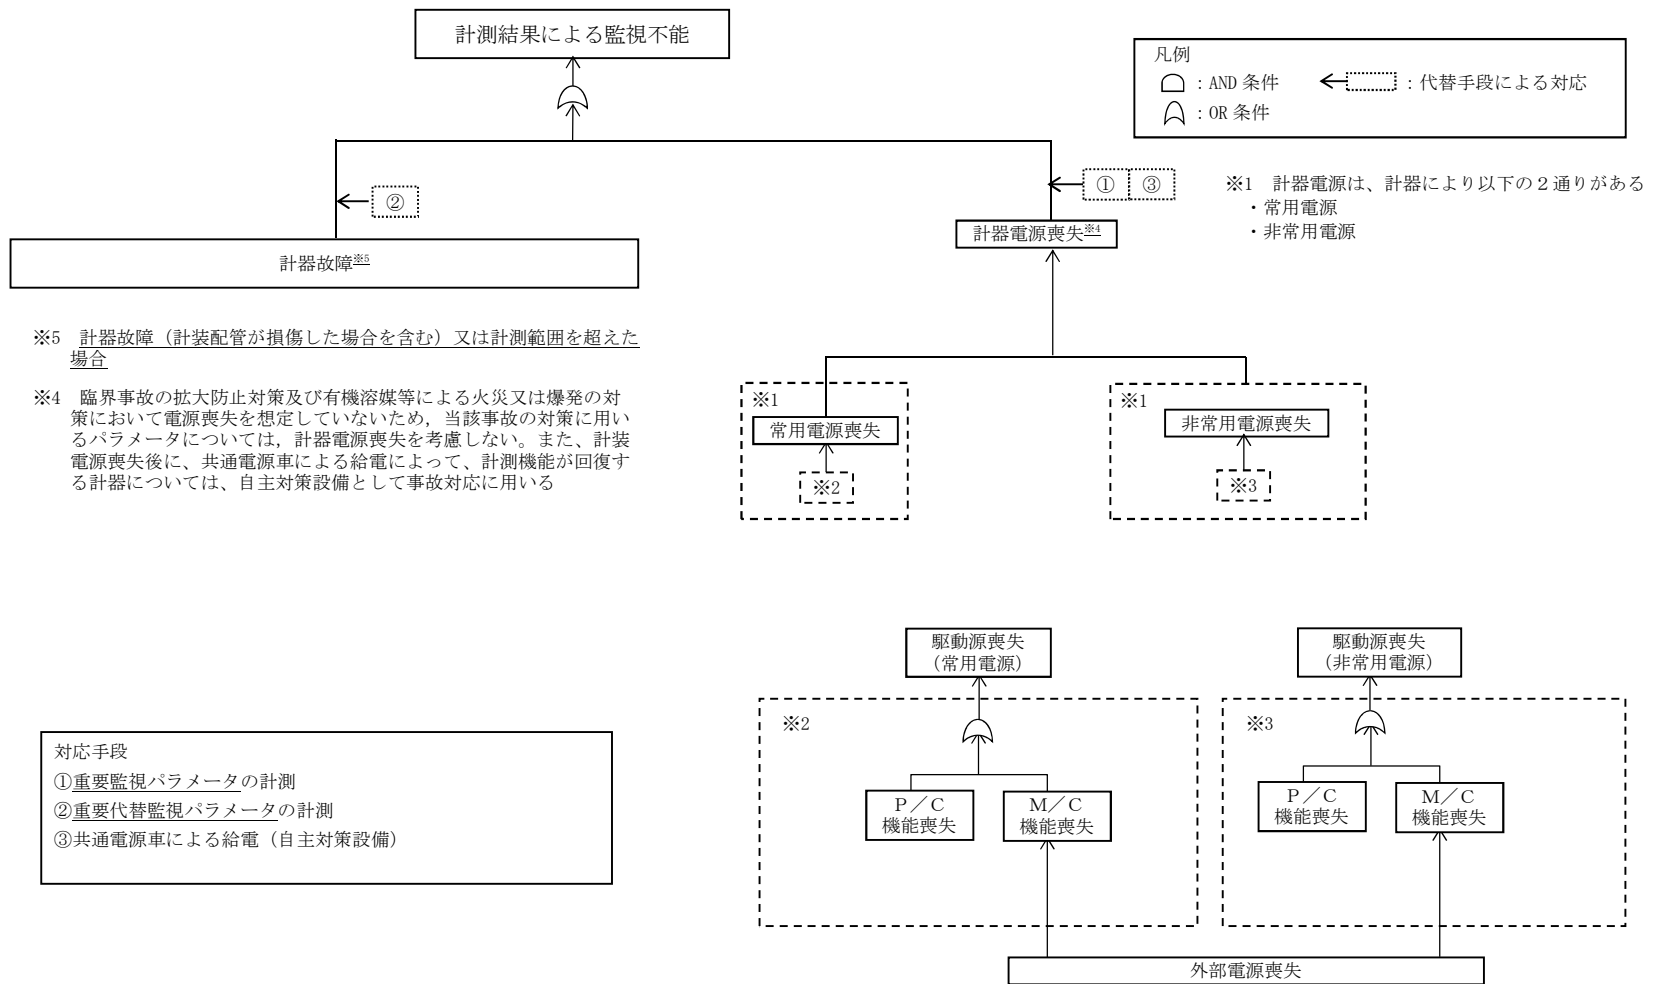 計測結果による監視不能
凡例
：AND 条件
：代替手段による対応
：OR 条件
②
① ③
※1　計器電源は、計器により以下の２通りがある
・常用電源
・非常用電源
計器電源喪失※4
計器故障※5
※5　計器故障（計装配管が損傷した場合を含む）又は計測範囲を超えた
場合
※4　臨界事故の拡大防止対策及び有機溶媒等による火災又は爆発の対
策において電源喪失を想定していないため，当該事故の対策に用い
るパラメータについては，計器電源喪失を考慮しない。また、計装
電源喪失後に、共通電源車による給電によって、計測機能が回復す
る計器については、自主対策設備として事故対応に用いる
※1
常用電源喪失
※2
※1
非常用電源喪失
※3
駆動源喪失
（常用電源）
※2
Ｐ／Ｃ
機能喪失
Ｍ／Ｃ
機能喪失
駆動源喪失
（非常用電源）
※3
Ｐ／Ｃ
機能喪失
Ｍ／Ｃ
機能喪失
外部電源喪失
対応手段
①重要監視パラメータの計測
②重要代替監視パラメータの計測
③共通電源車による給電（自主対策設備）